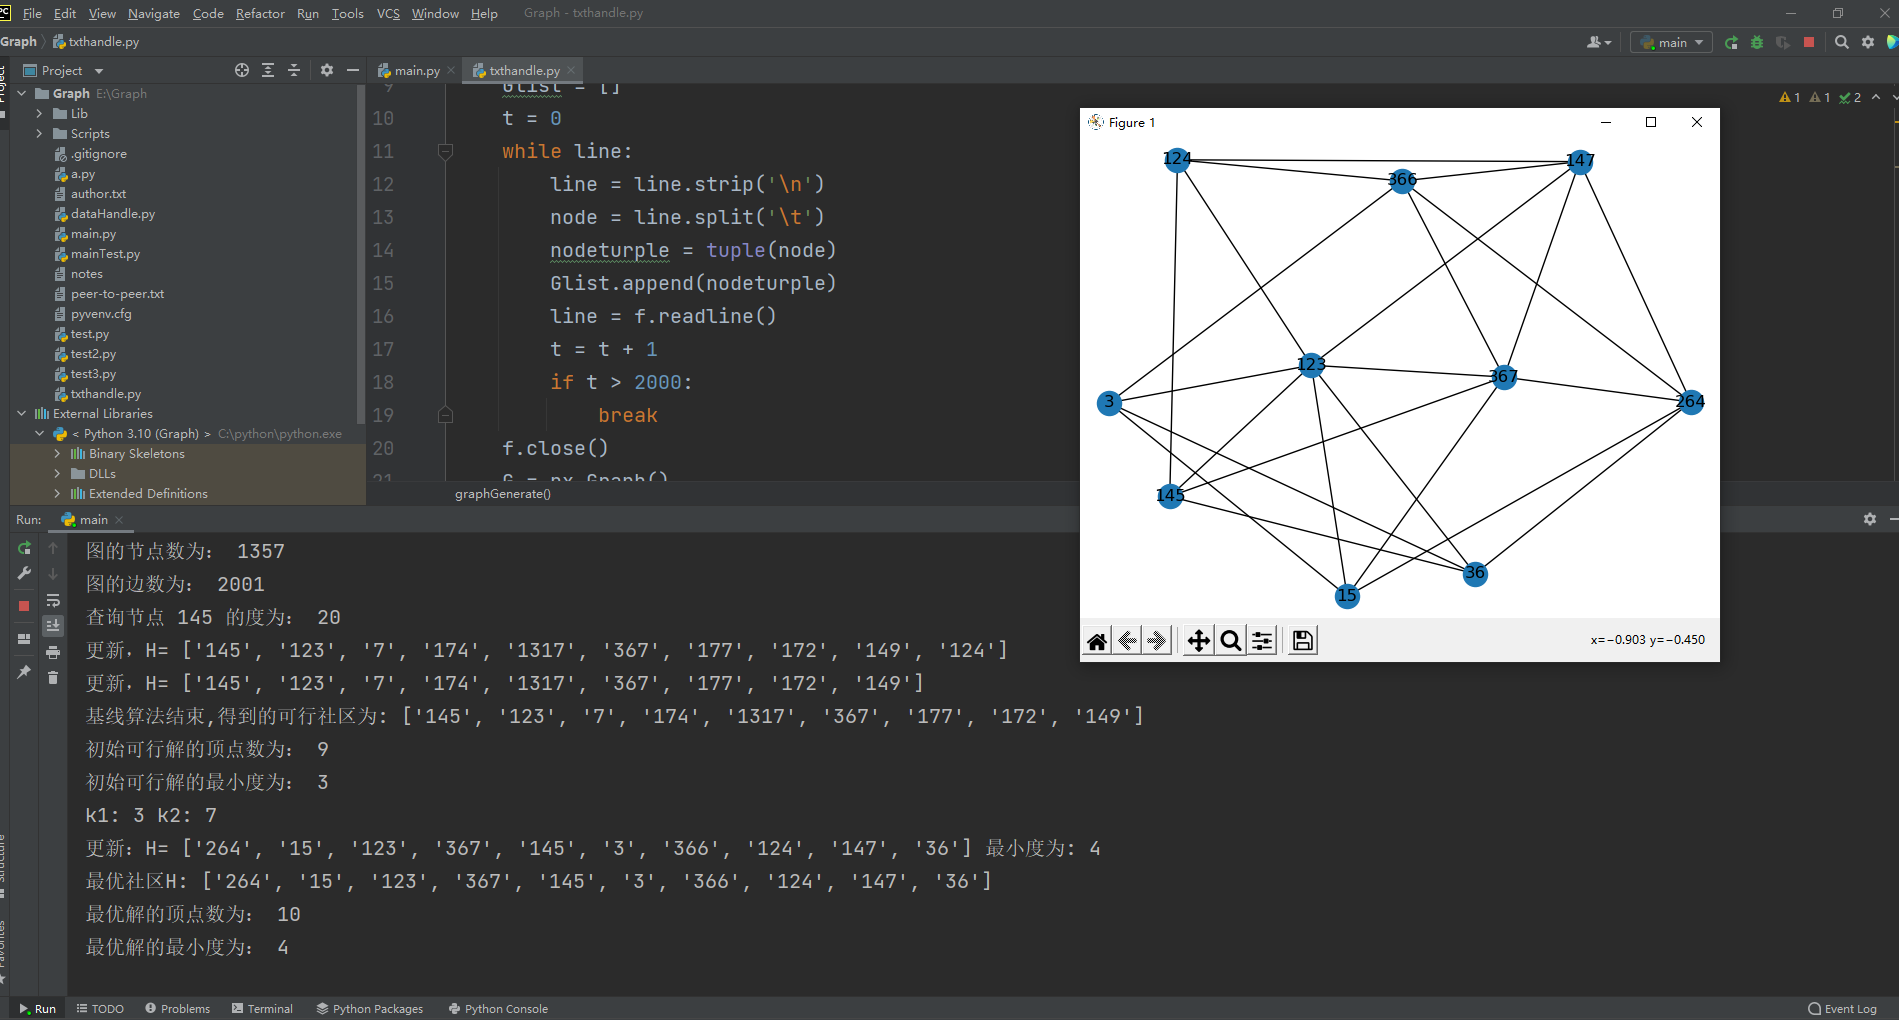 File Edit View Navigate Code Refactor Run Tools VCS Window Help Graph - txthandle.py
Graph txthandle.py
main
Project
main.py txthandle.py
Graph E:\Graph
Lib
Scripts
.gitignore
a.py
author.txt
dataHandle.py
main.py
mainTest.py
notes
peer-to-peer.txt
pyvenv.cfg
test.py
test2.py
test3.py
txthandle.py
External Libraries
< Python 3.10 (Graph) > C:\python\python.exe
Binary Skeletons
DLLs
Extended Definitions
9 Glist = []
10 t = 0
11 while line:
12 line = line.strip('\n')
13 node = line.split('\t')
14 nodeturple = tuple(node)
15 Glist.append(nodeturple)
16 line = f.readline()
17 t = t + 1
18 if t > 2000:
19 break
20 f.close()
21 G = nx.Graph()
graphGenerate()
1 1 2
Figure 1
124
147
366
123
367
3
264
145
36
15
x=−0.903 y=−0.450
Run: main
图的节点数为： 1357
图的边数为： 2001
查询节点 145 的度为： 20
更新，H= ['145', '123', '7', '174', '1317', '367', '177', '172', '149', '124']
更新，H= ['145', '123', '7', '174', '1317', '367', '177', '172', '149']
基线算法结束,得到的可行社区为: ['145', '123', '7', '174', '1317', '367', '177', '172', '149']
初始可行解的顶点数为： 9
初始可行解的最小度为： 3
k1: 3 k2: 7
更新：H= ['264', '15', '123', '367', '145', '3', '366', '124', '147', '36'] 最小度为: 4
最优社区H: ['264', '15', '123', '367', '145', '3', '366', '124', '147', '36']
最优解的顶点数为： 10
最优解的最小度为： 4
Run TODO Problems Terminal Python Packages Python Console Event Log